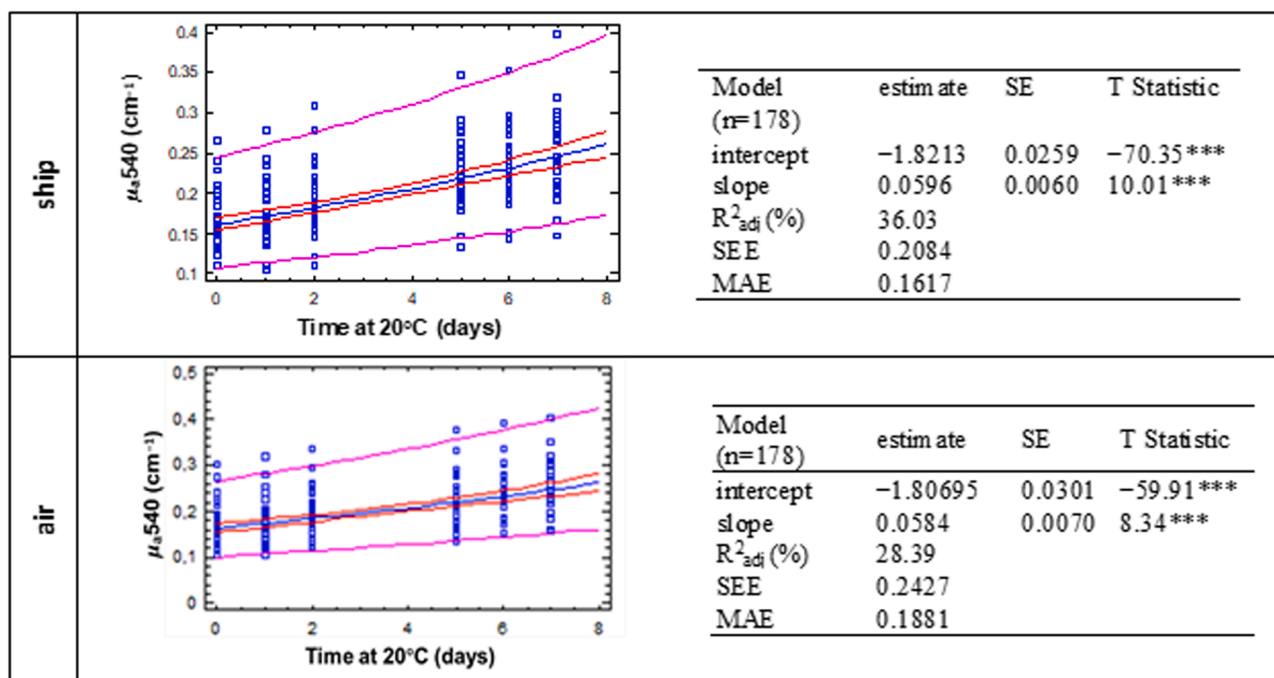 ship
μₐ540 (cm⁻¹)
0.4
0.35
0.3
0.25
0.2
0.15
0.1
0 2 4 6 8
Time at 20°C (days)
Model estimate SE T Statistic
(n=178)
intercept −1.8213 0.0259 −70.35***
slope 0.0596 0.0060 10.01***
R²adj (%) 36.03
SEE 0.2084
MAE 0.1617
air
μₐ540 (cm⁻¹)
0,5
0,4
0,3
0,2
0,1
0
0 2 4 6 8
Time at 20°C (days)
Model estimate SE T Statistic
(n=178)
intercept −1.80695 0.0301 −59.91***
slope 0.0584 0.0070 8.34***
R²adj (%) 28.39
SEE 0.2427
MAE 0.1881